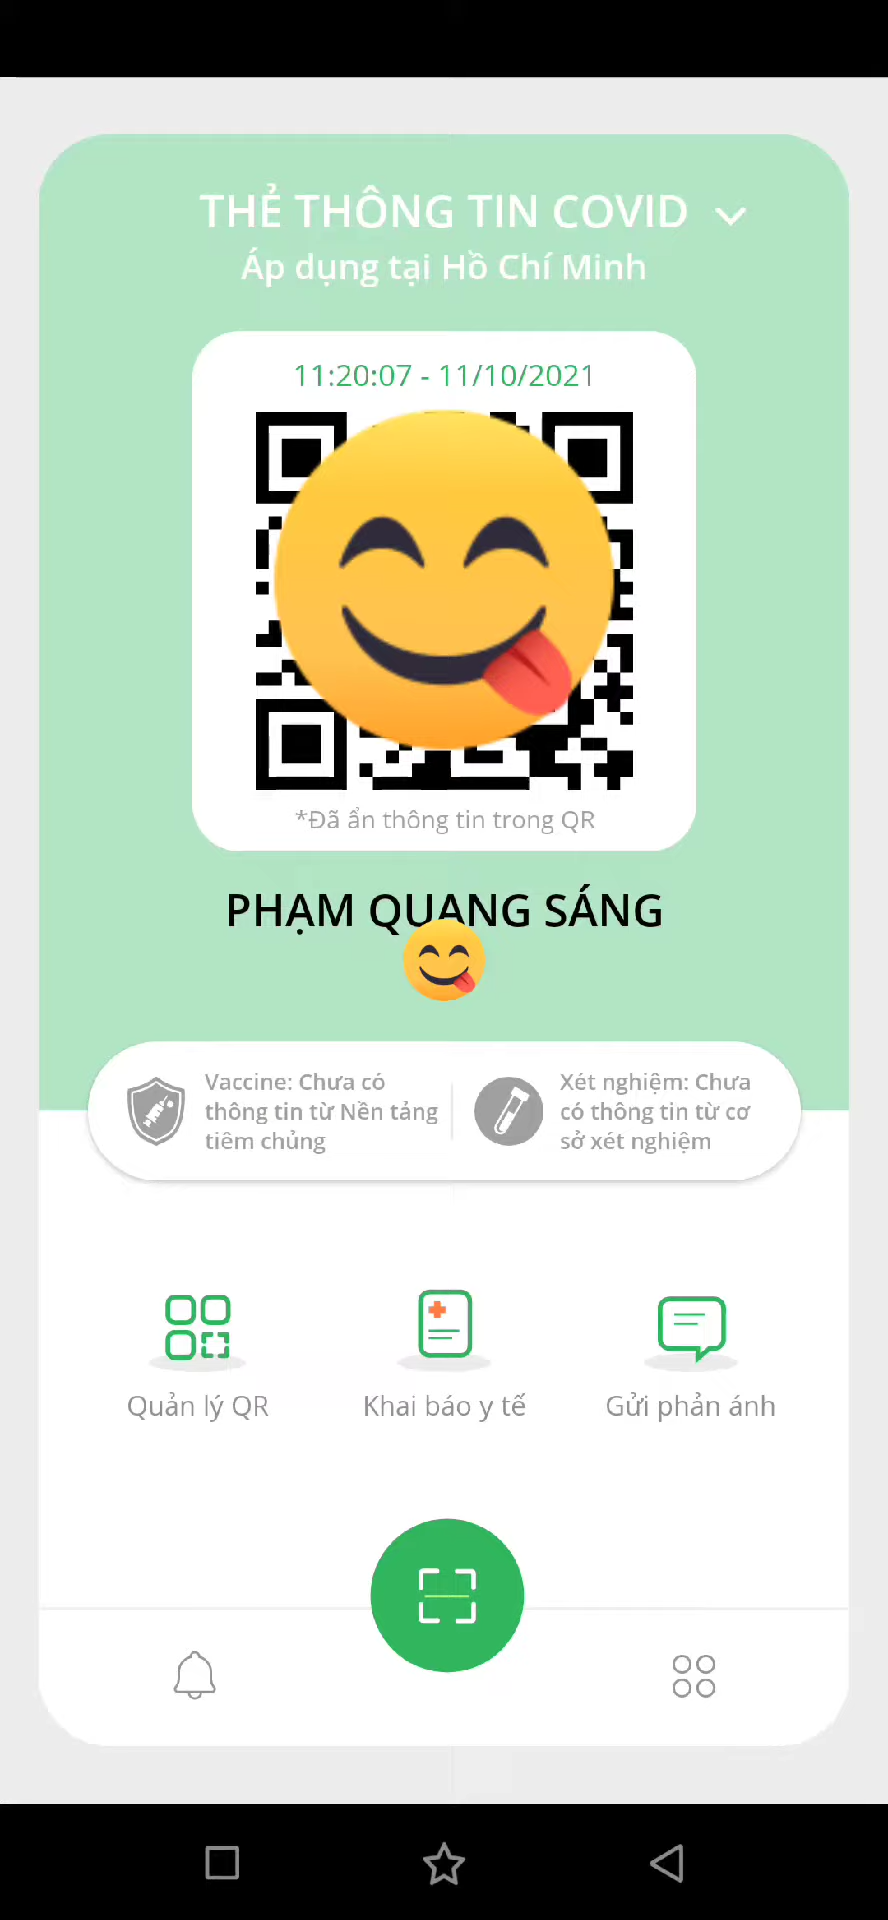 THẺ THÔNG TIN COVID
Áp dụng tại Hồ Chí Minh
11:20:07 - 11/10/2021
*Đã ẩn thông tin trong QR
PHẠM QUANG SÁNG
Vaccine: Chưa có
thông tin từ Nền tảng
tiêm chủng
Xét nghiệm: Chưa
có thông tin từ cơ
sở xét nghiệm
Quản lý QR
Khai báo y tế
Gửi phản ánh